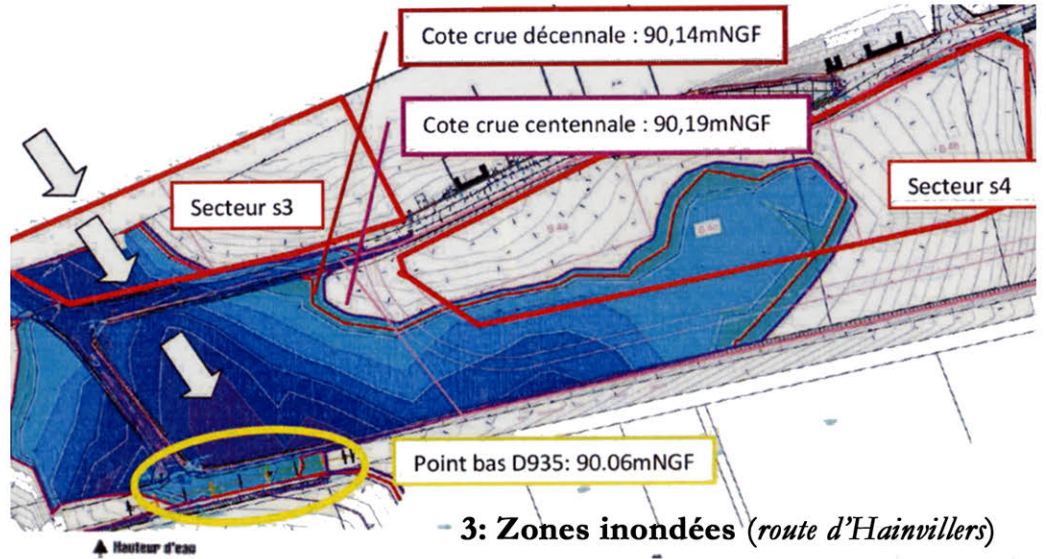 Cote crue décennale : 90,14mNGF
Cote crue centennale : 90,19mNGF
Secteur s3
Secteur s4
Point bas D935: 90.06mNGF
3: Zones inondées (route d'Hainvillers)
Hauteur d'eau